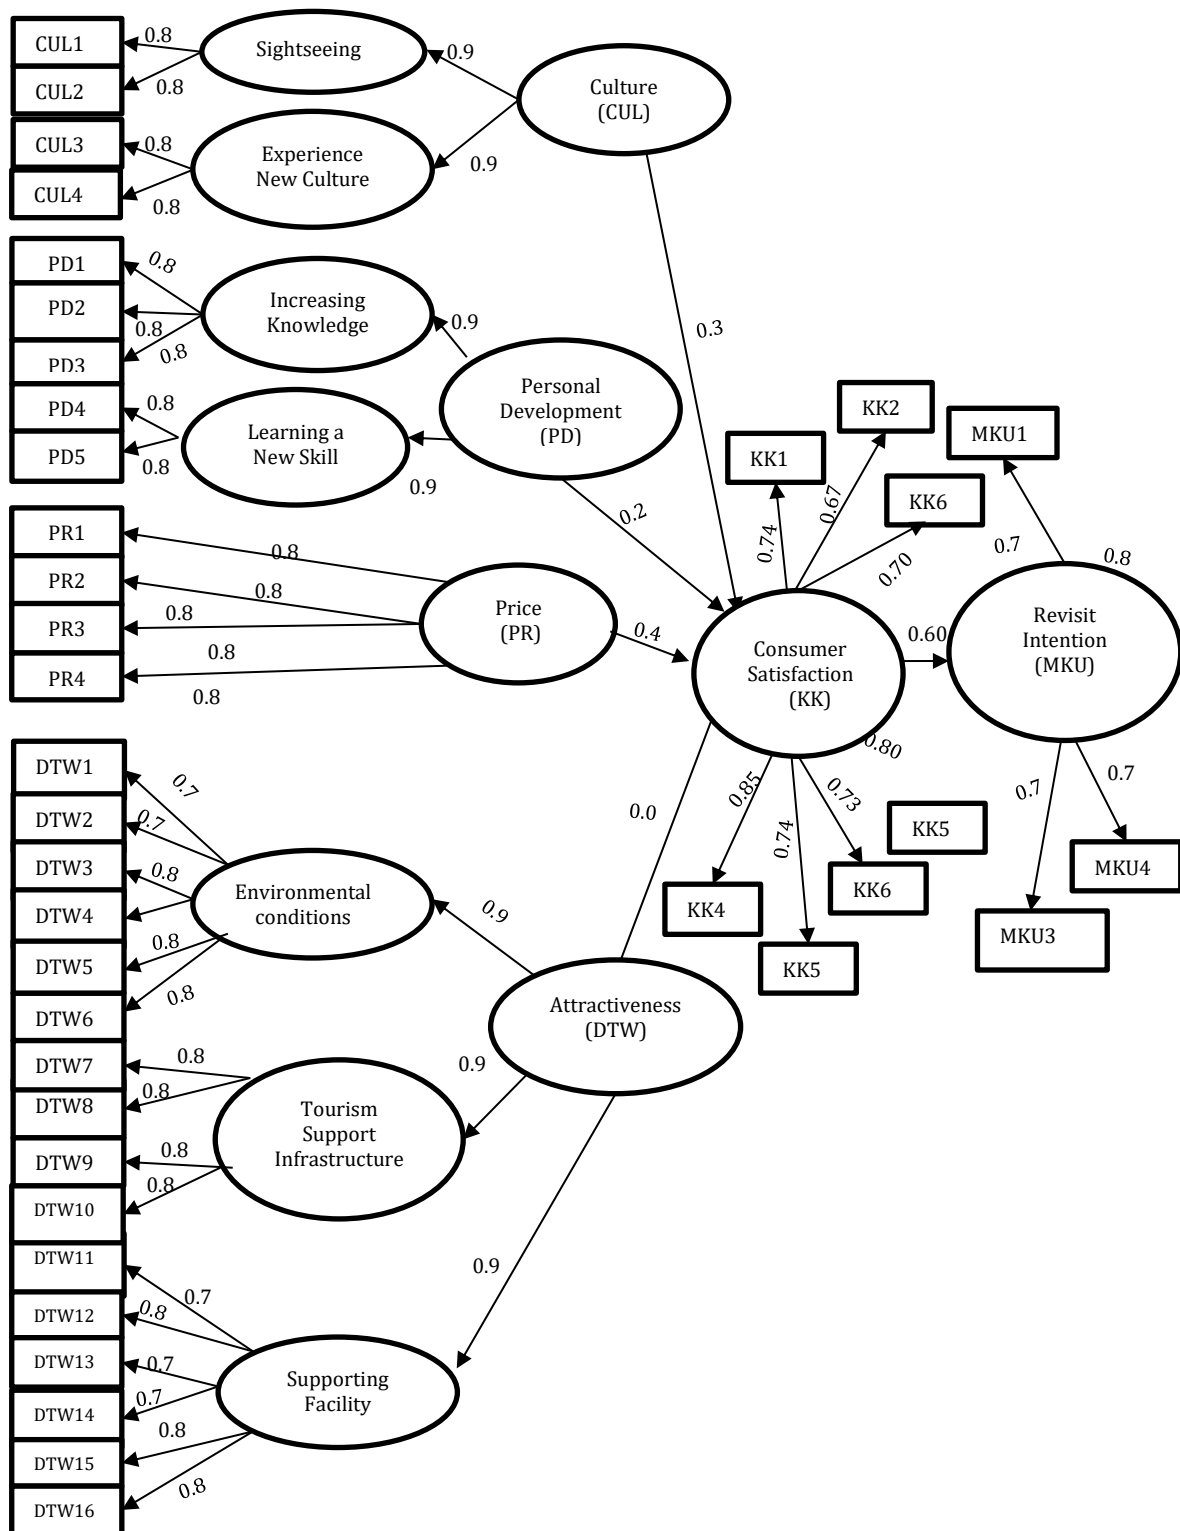 CUL1
0.8
Sightseeing
0.9
Culture
(CUL)
CUL2
0.8
CUL3
0.8
Experience
New Culture
0.9
CUL4
0.8
PD1
0.8
Increasing
Knowledge
0.9
PD2
0.8
PD3
0.8
0.3
Personal
Development
(PD)
PD4
0.8
Learning a
New Skill
0.9
PD5
0.8
KK2
MKU1
KK1
KK6
0.2
0.74
0.67
0.70
0.7
0.8
PR1
0.8
PR2
0.8
Price
(PR)
PR3
0.8
0.4
PR4
0.8
0.8
Consumer
Satisfaction
(KK)
0.60
Revisit
Intention
(MKU)
0.80
DTW1
0.7
DTW2
0.7
0.0
0.85
0.74
0.73
0.7
0.7
KK5
DTW3
0.8
Environmental
conditions
0.9
DTW4
KK4
KK6
MKU4
DTW5
0.8
KK5
MKU3
DTW6
0.8
Attractiveness
(DTW)
DTW7
0.8
0.9
DTW8
0.8
Tourism
Support
Infrastructure
DTW9
0.8
DTW10
0.8
DTW11
0.7
0.9
DTW12
0.8
DTW13
0.7
Supporting
Facility
DTW14
0.7
DTW15
0.8
DTW16
0.8